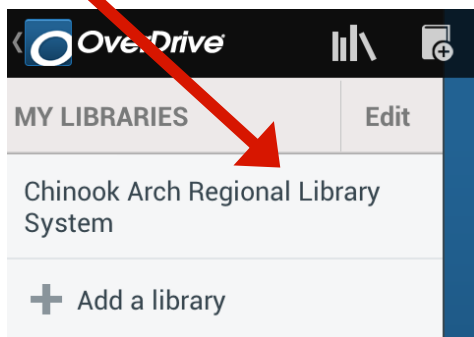 OverDrive
MY LIBRARIES Edit
Chinook Arch Regional Library
System
Add a library